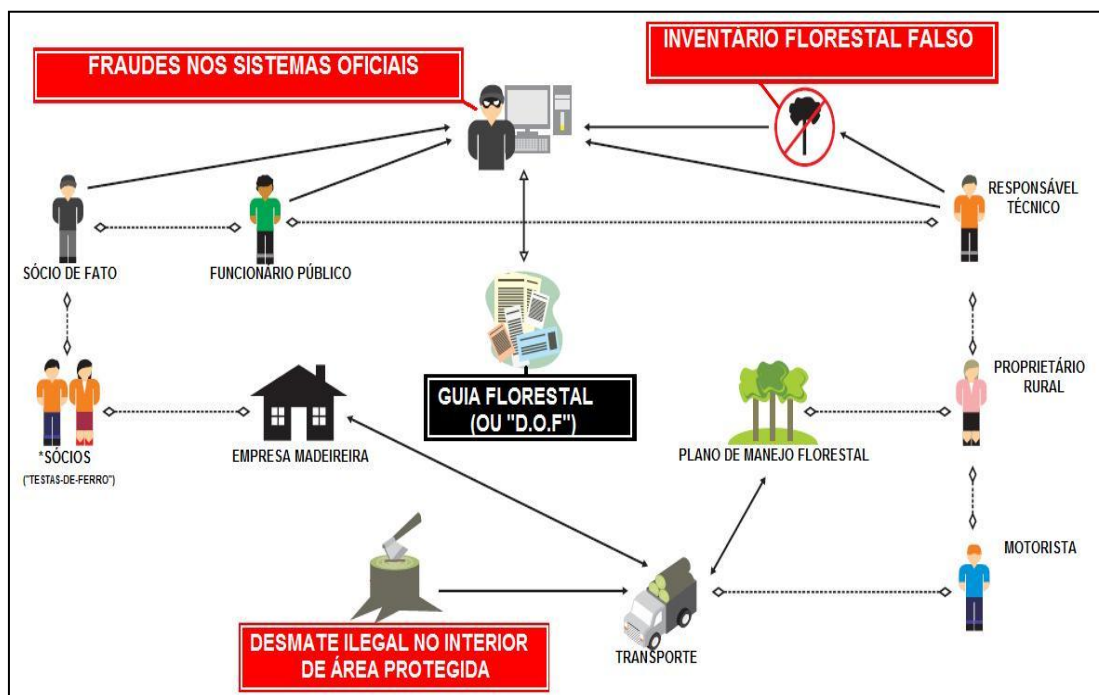 FRAUDES NOS SISTEMAS OFICIAIS
INVENTÁRIO FLORESTAL FALSO
RESPONSÁVEL
TÉCNICO
SÓCIO DE FATO
FUNCIONÁRIO PÚBLICO
GUIA FLORESTAL
(OU "D.O.F")
PROPRIETÁRIO
RURAL
*SÓCIOS
("TESTAS-DE-FERRO")
EMPRESA MADEIREIRA
PLANO DE MANEJO FLORESTAL
MOTORISTA
DESMATE ILEGAL NO INTERIOR
DE ÁREA PROTEGIDA
TRANSPORTE